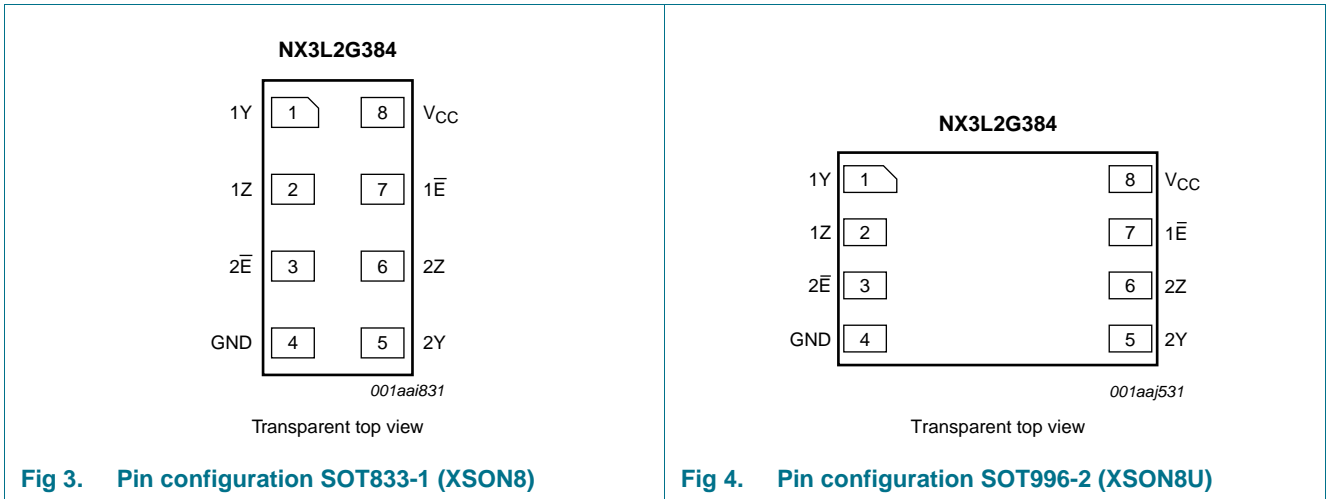 NX3L2G384
1Y 1 8 VCC
1Z 2 7 1E̅
2E̅ 3 6 2Z
GND 4 5 2Y
001aai831
Transparent top view
Fig 3. Pin configuration SOT833-1 (XSON8)
NX3L2G384
1Y 1 8 VCC
1Z 2 7 1E̅
2E̅ 3 6 2Z
GND 4 5 2Y
001aaj531
Transparent top view
Fig 4. Pin configuration SOT996-2 (XSON8U)